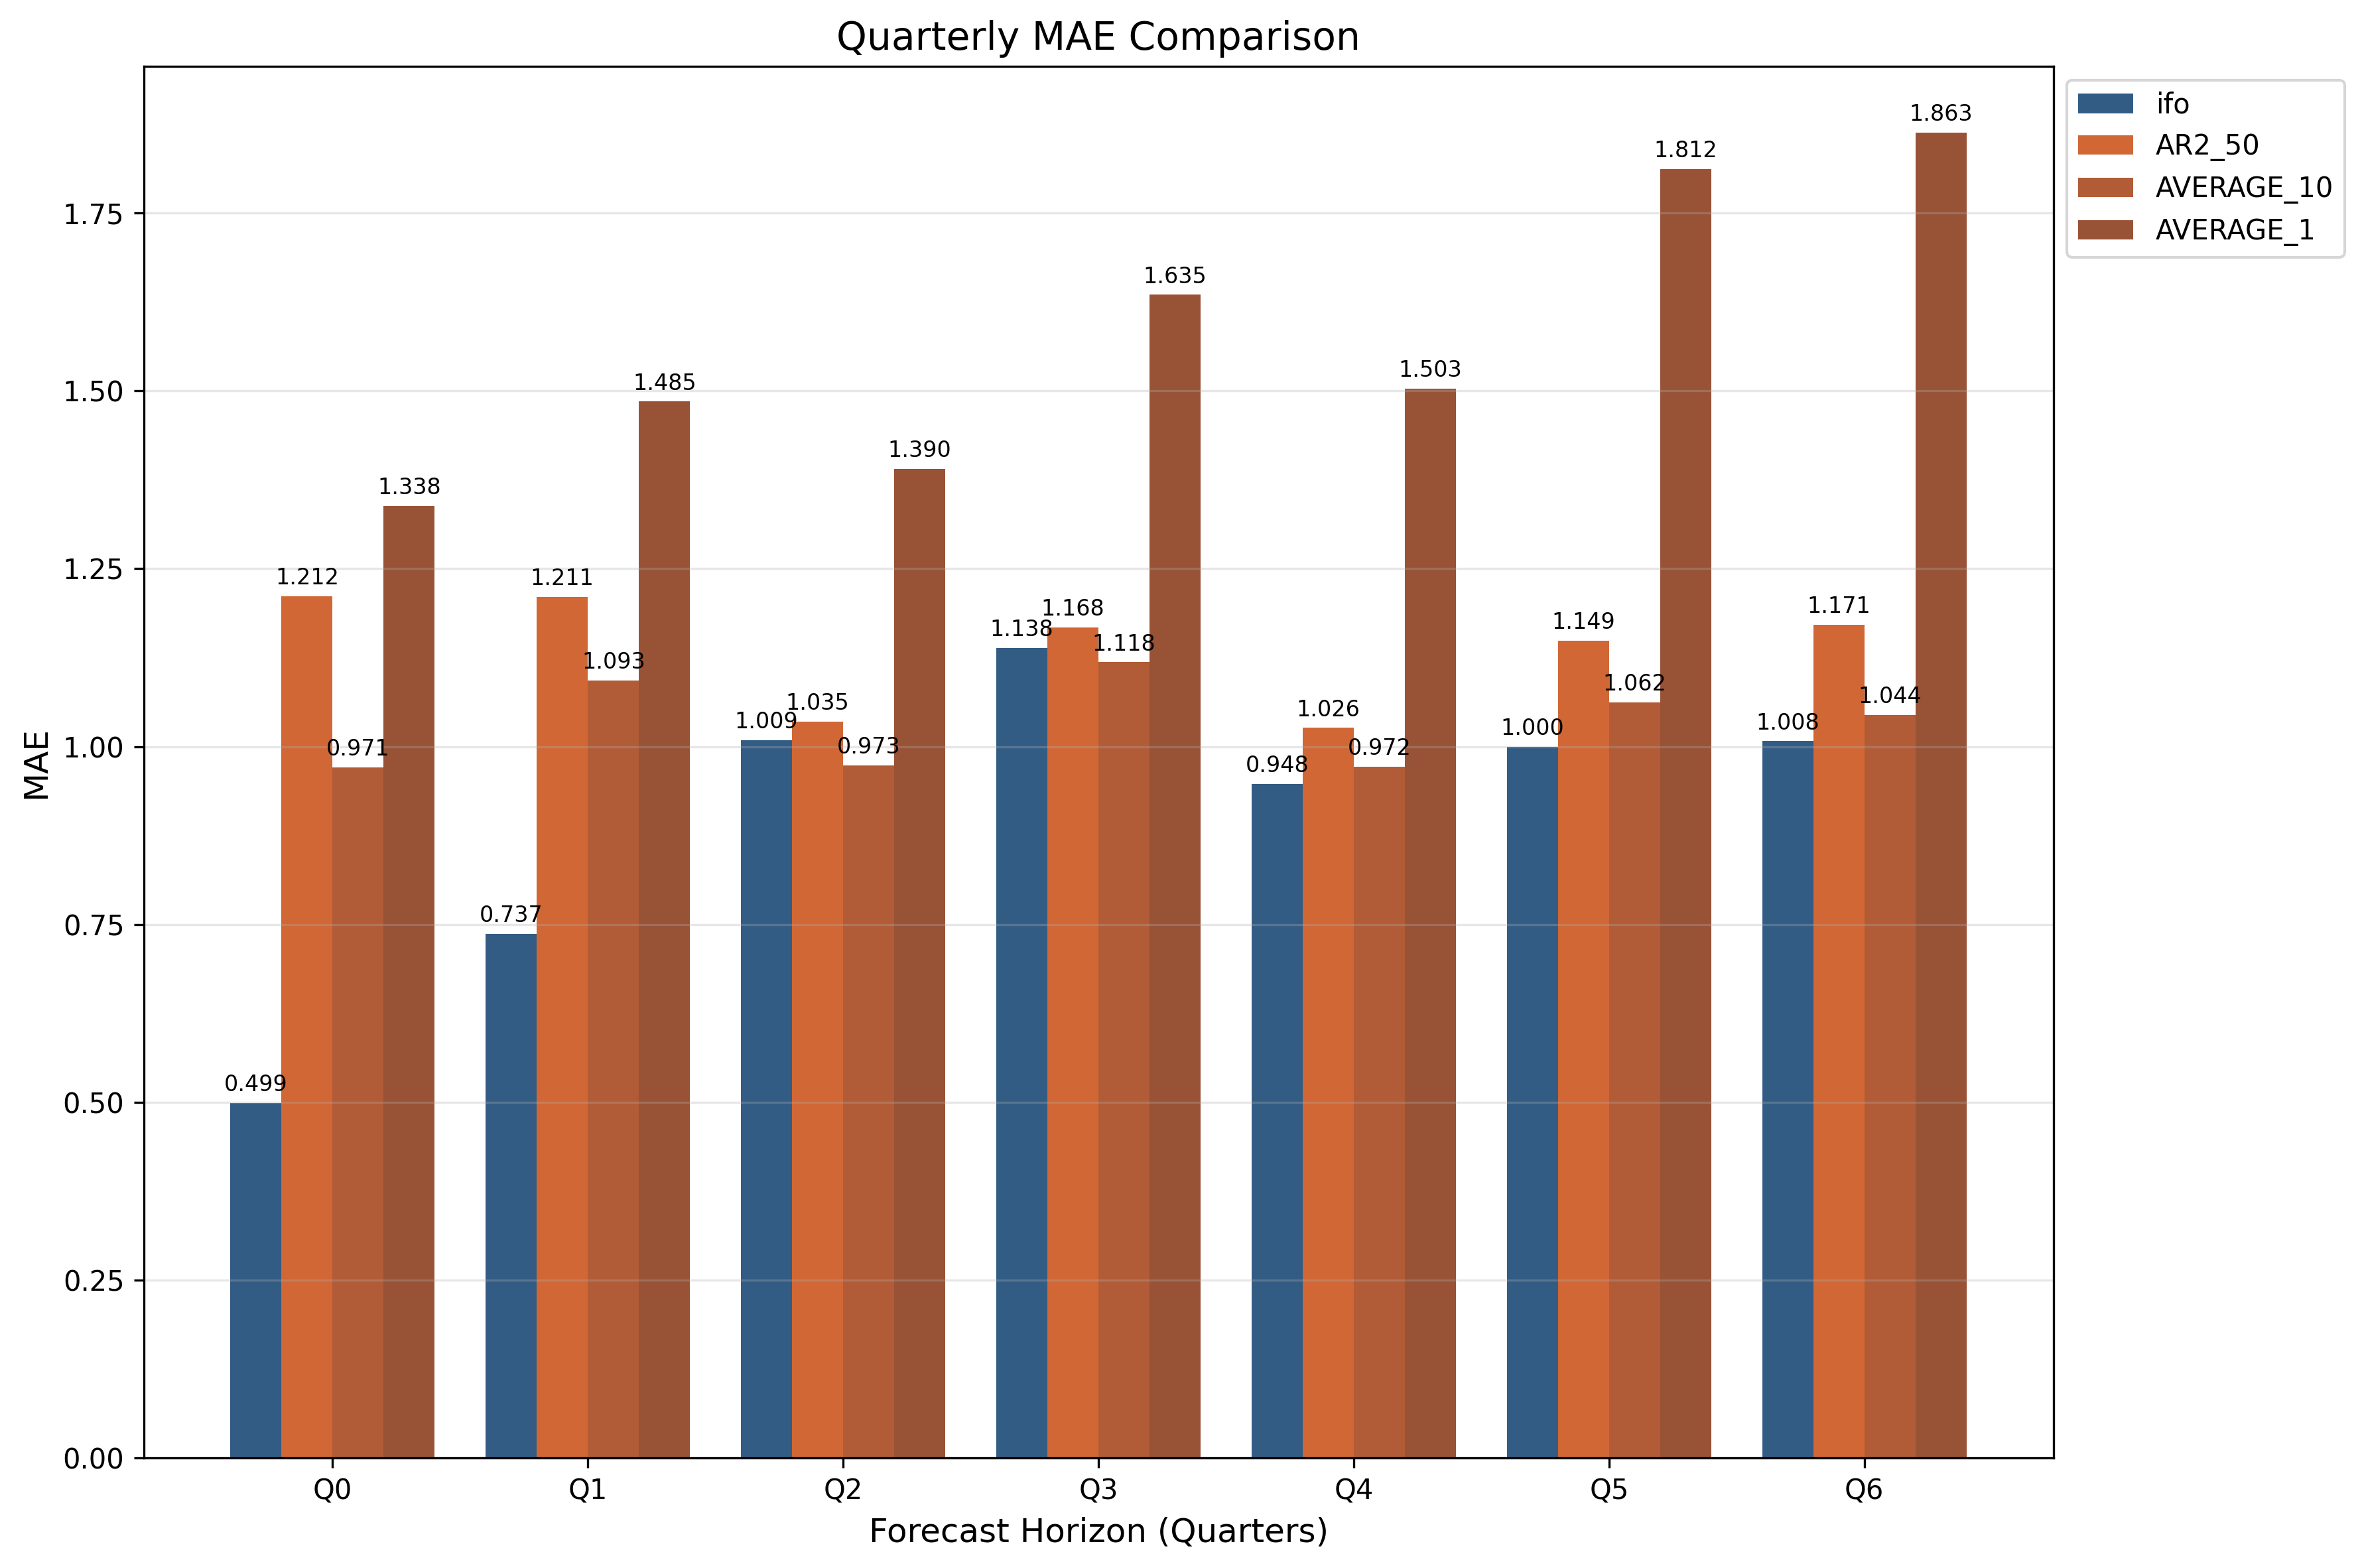 Quarterly MAE Comparison
ifo
AR2_50
AVERAGE_10
AVERAGE_1
MAE
1.75
1.50
1.25
1.00
0.75
0.50
0.25
0.00
0.499
1.212
0.971
1.338
0.737
1.211
1.093
1.485
1.009
1.035
0.973
1.390
1.138
1.168
1.118
1.635
0.948
1.026
0.972
1.503
1.000
1.149
1.062
1.812
1.008
1.171
1.044
1.863
Q0
Q1
Q2
Q3
Q4
Q5
Q6
Forecast Horizon (Quarters)